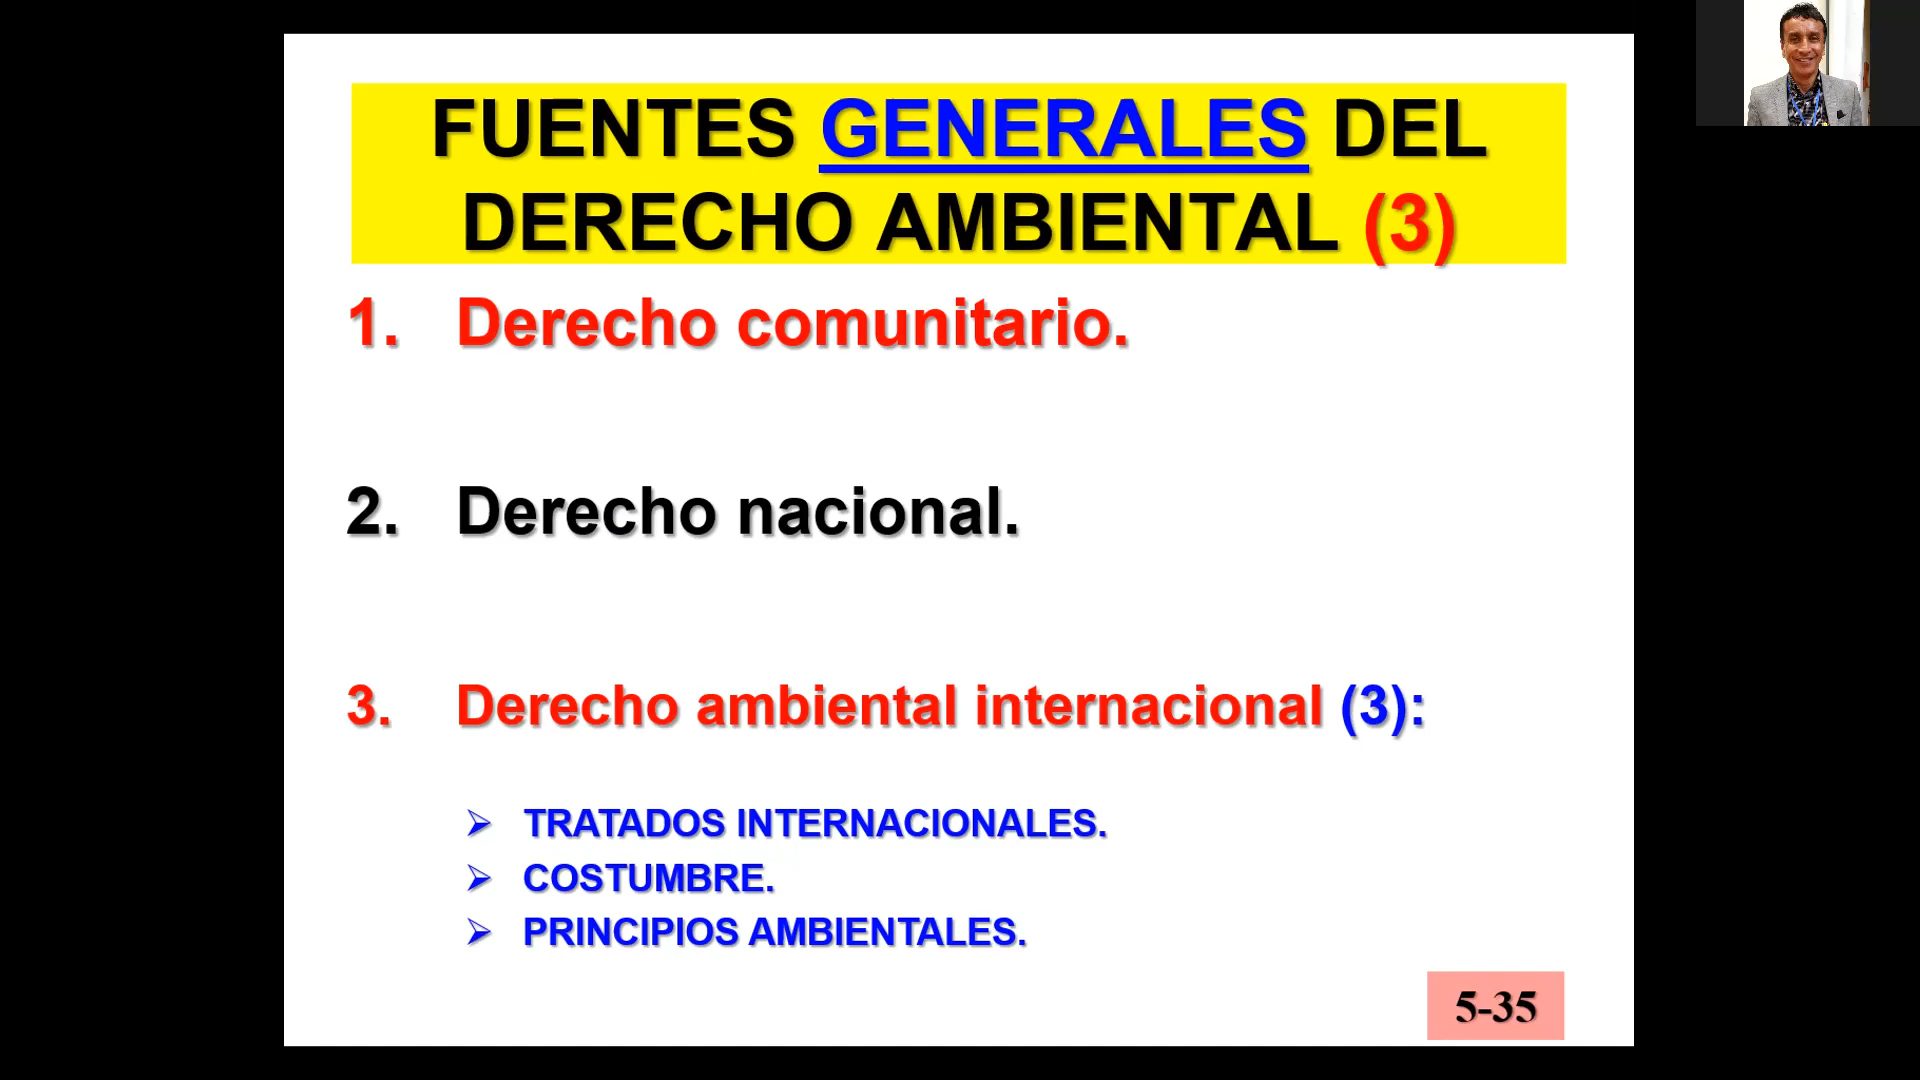 FUENTES GENERALES DEL
DERECHO AMBIENTAL (3)
1. Derecho comunitario.
2. Derecho nacional.
3. Derecho ambiental internacional (3):
➢ TRATADOS INTERNACIONALES.
➢ COSTUMBRE.
➢ PRINCIPIOS AMBIENTALES.
5-35